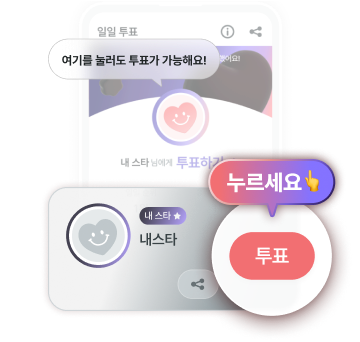 일일 투표
여기를 눌러도 투표가 가능해요!
내 스타 님에게 투표하기
누르세요👆
내 스타 ★
내스타
투표